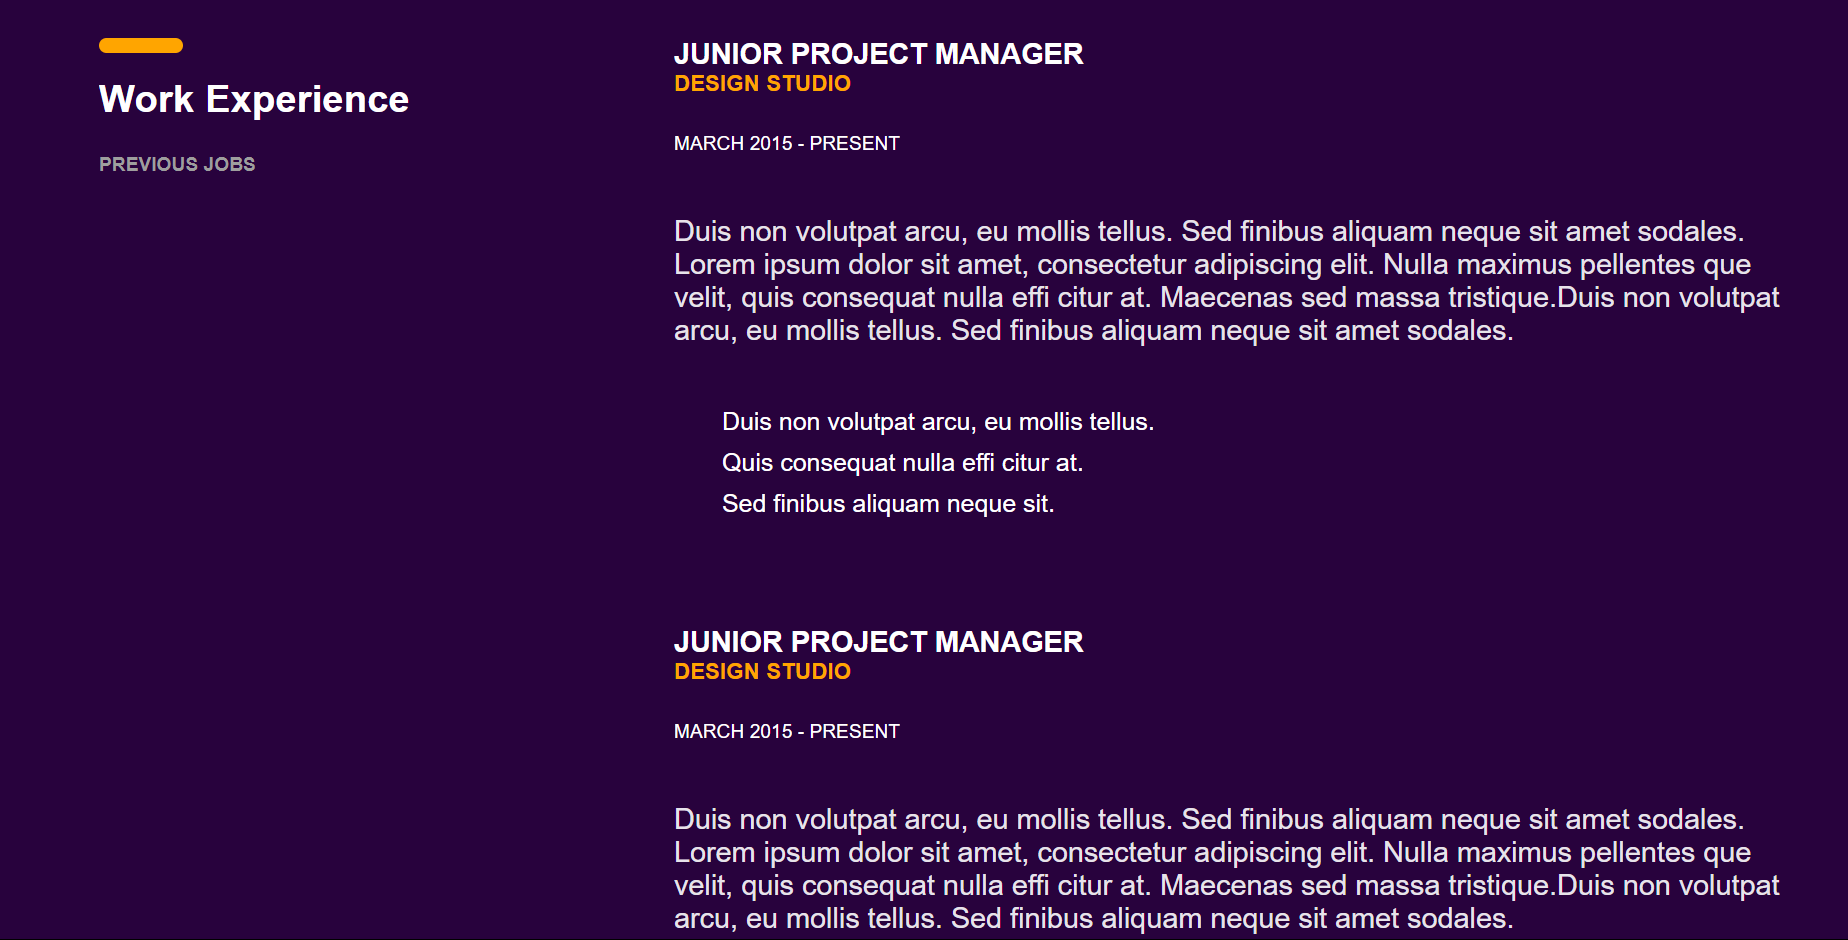 Work Experience
PREVIOUS JOBS
JUNIOR PROJECT MANAGER
DESIGN STUDIO
MARCH 2015 - PRESENT
Duis non volutpat arcu, eu mollis tellus. Sed finibus aliquam neque sit amet sodales.
Lorem ipsum dolor sit amet, consectetur adipiscing elit. Nulla maximus pellentes que
velit, quis consequat nulla effi citur at. Maecenas sed massa tristique.Duis non volutpat
arcu, eu mollis tellus. Sed finibus aliquam neque sit amet sodales.
Duis non volutpat arcu, eu mollis tellus.
Quis consequat nulla effi citur at.
Sed finibus aliquam neque sit.
JUNIOR PROJECT MANAGER
DESIGN STUDIO
MARCH 2015 - PRESENT
Duis non volutpat arcu, eu mollis tellus. Sed finibus aliquam neque sit amet sodales.
Lorem ipsum dolor sit amet, consectetur adipiscing elit. Nulla maximus pellentes que
velit, quis consequat nulla effi citur at. Maecenas sed massa tristique.Duis non volutpat
arcu, eu mollis tellus. Sed finibus aliquam neque sit amet sodales.